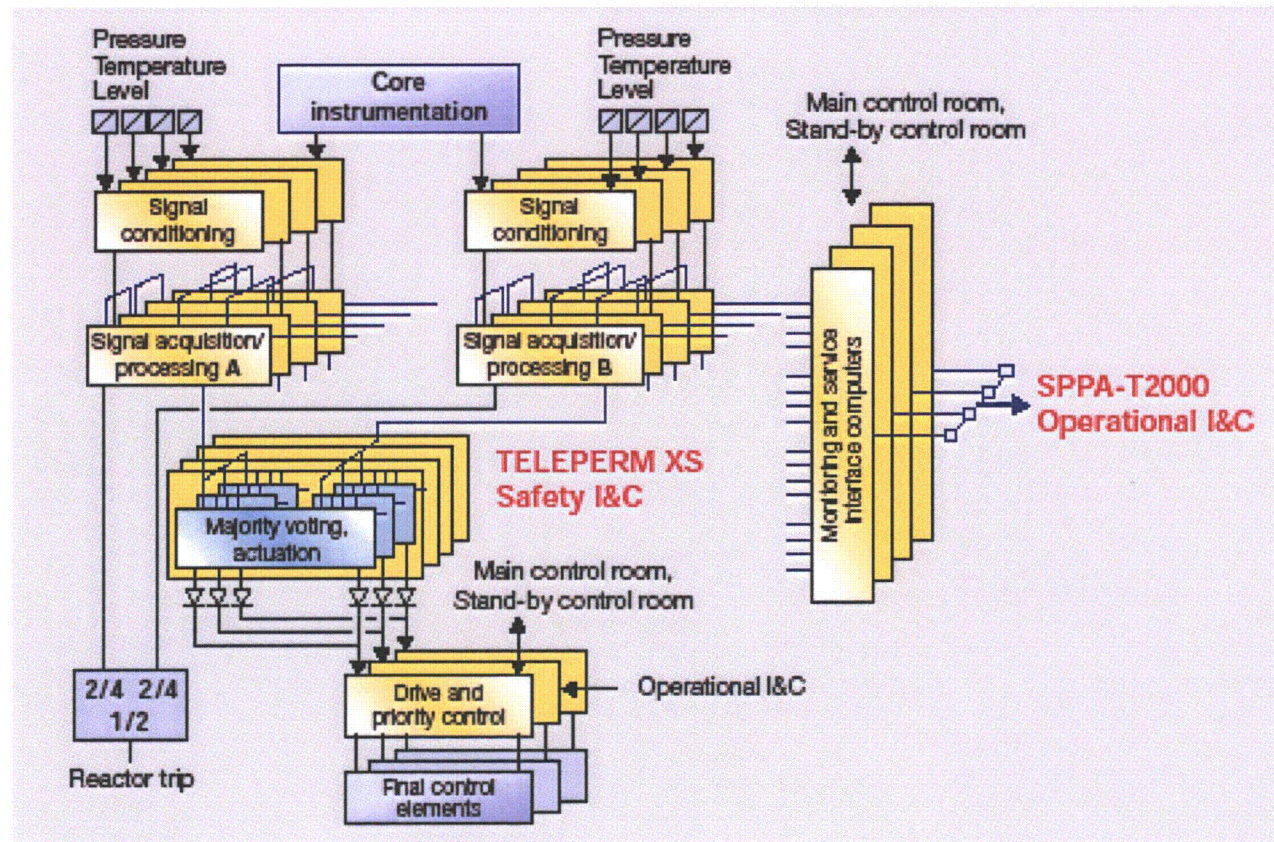 Pressure
Temperature
Level
Core
instrumentation
Pressure
Temperature
Level
Main control room,
Stand-by control room
Signal
conditioning
Signal
conditioning
Signal acquisition/
processing A
Signal acquisition/
processing B
Monitoring and service
interface computers
SPPA-T2000
Operational I&C
TELEPERM XS
Safety I&C
Majority voting,
actuation
Main control room,
Stand-by control room
2/4 2/4
1/2
Reactor trip
Drive and
priority control
Operational I&C
Final control
elements